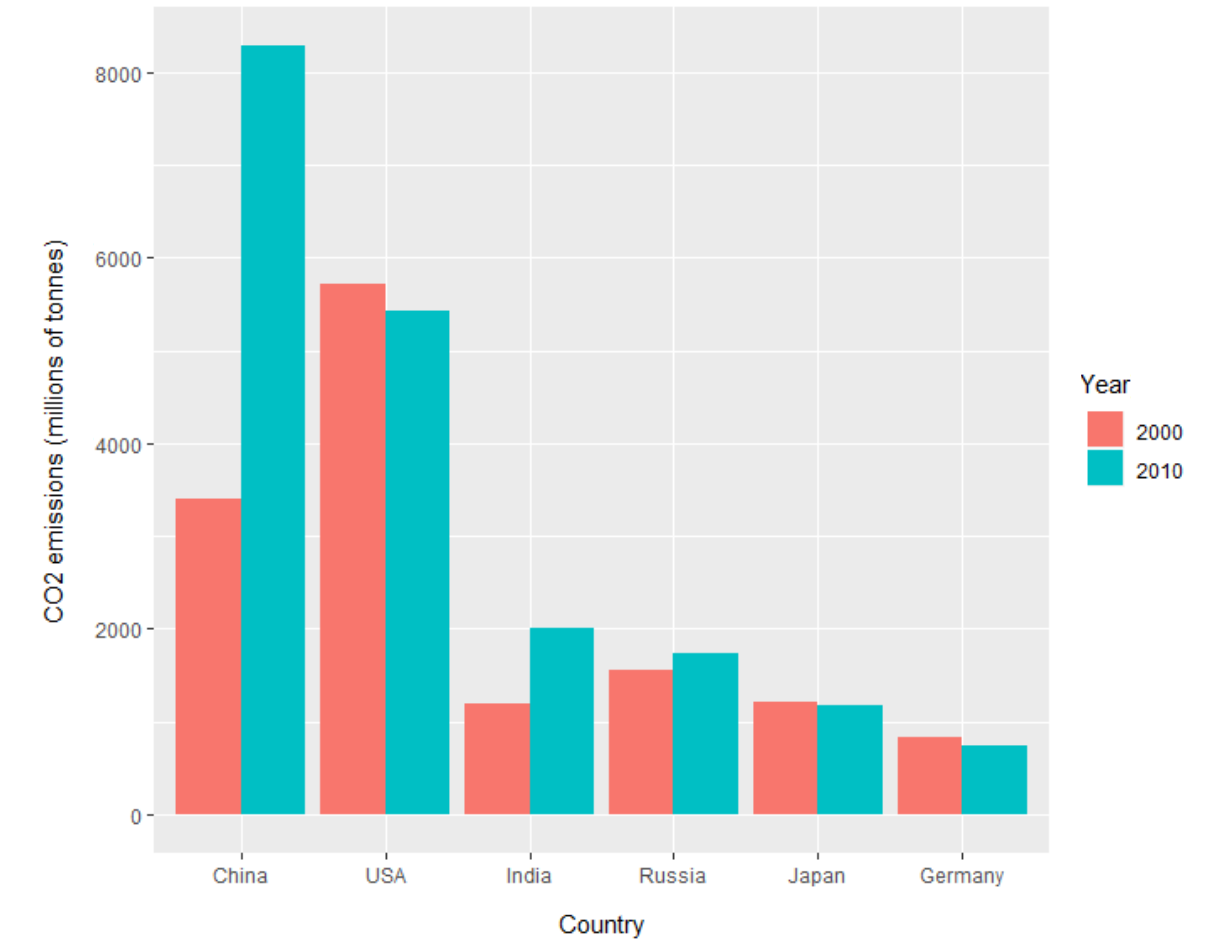 8000
6000
4000
2000
0
CO2 emissions (millions of tonnes)
China USA India Russia Japan Germany
Country
Year
2000
2010